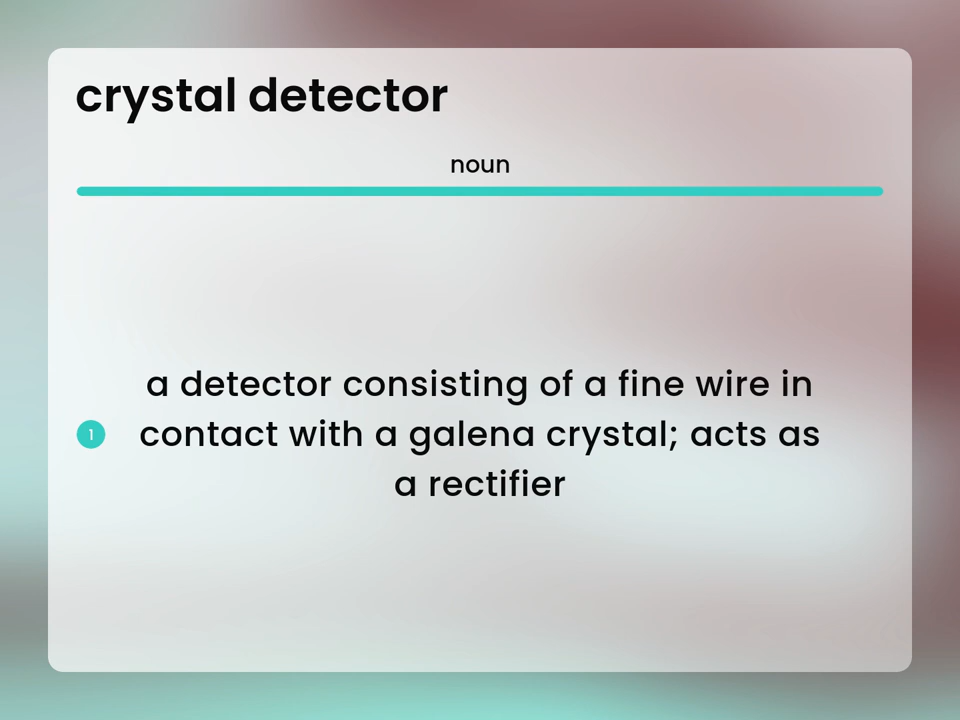 crystal detector
noun
a detector consisting of a fine wire in
1 contact with a galena crystal; acts as
a rectifier